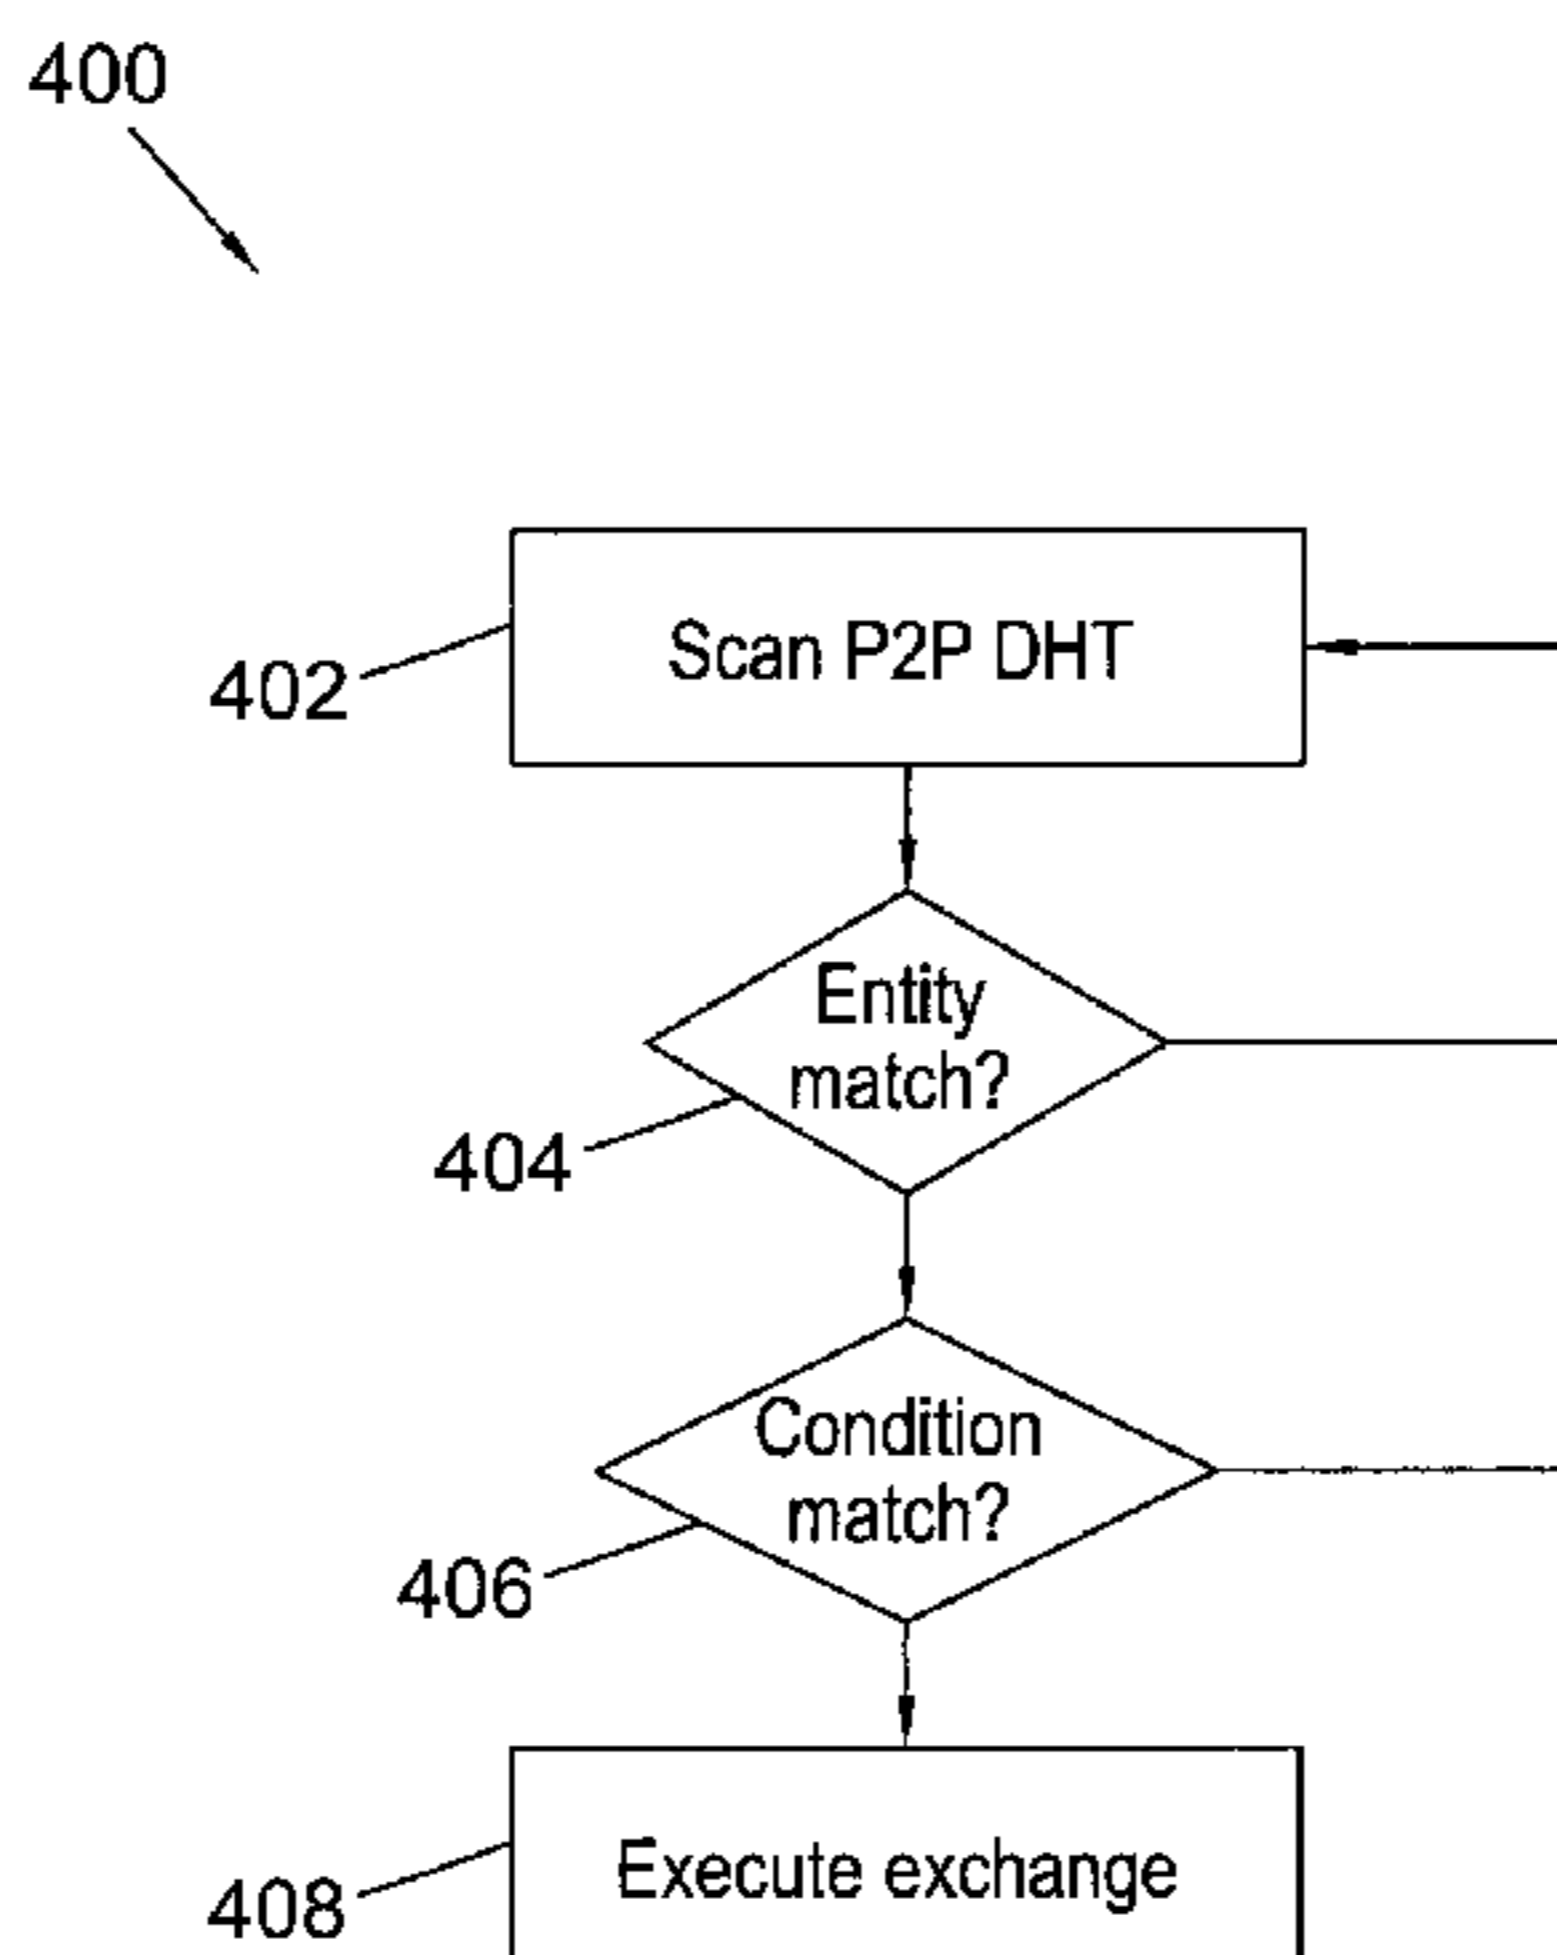 400
Scan P2P DHT
402
Entity
match?
404
Condition
match?
406
Execute exchange
408